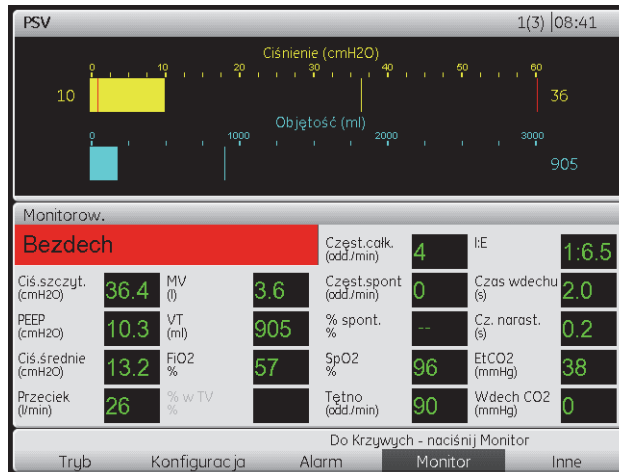 PSV 1(3) 08:41
Ciśnienie (cmH2O)
0 10 20 30 40 50 60
10 36
Objętość (ml)
0 1000 2000 3000
905
Monitorow.
Bezdech
Częst.całk. (odd./min) 4 I:E 1:6.5
Ciś.szczyt. (cmH2O) 36.4 MV (l) 3.6 Częst.spont (odd./min) 0 Czas wdechu (s) 2.0
PEEP (cmH2O) 10.3 VT (ml) 905 % spont. % -- Cz. narast. (s) 0.2
Ciś.średnie (cmH2O) 13.2 FiO2 % 57 SpO2 % 96 EtCO2 (mmHg) 38
Przeciek (l/min) 26 % w TV % Tętno (odd./min) 90 Wdech CO2 (mmHg) 0
Do Krzywych - naciśnij Monitor
Tryb Konfiguracja Alarm Monitor Inne